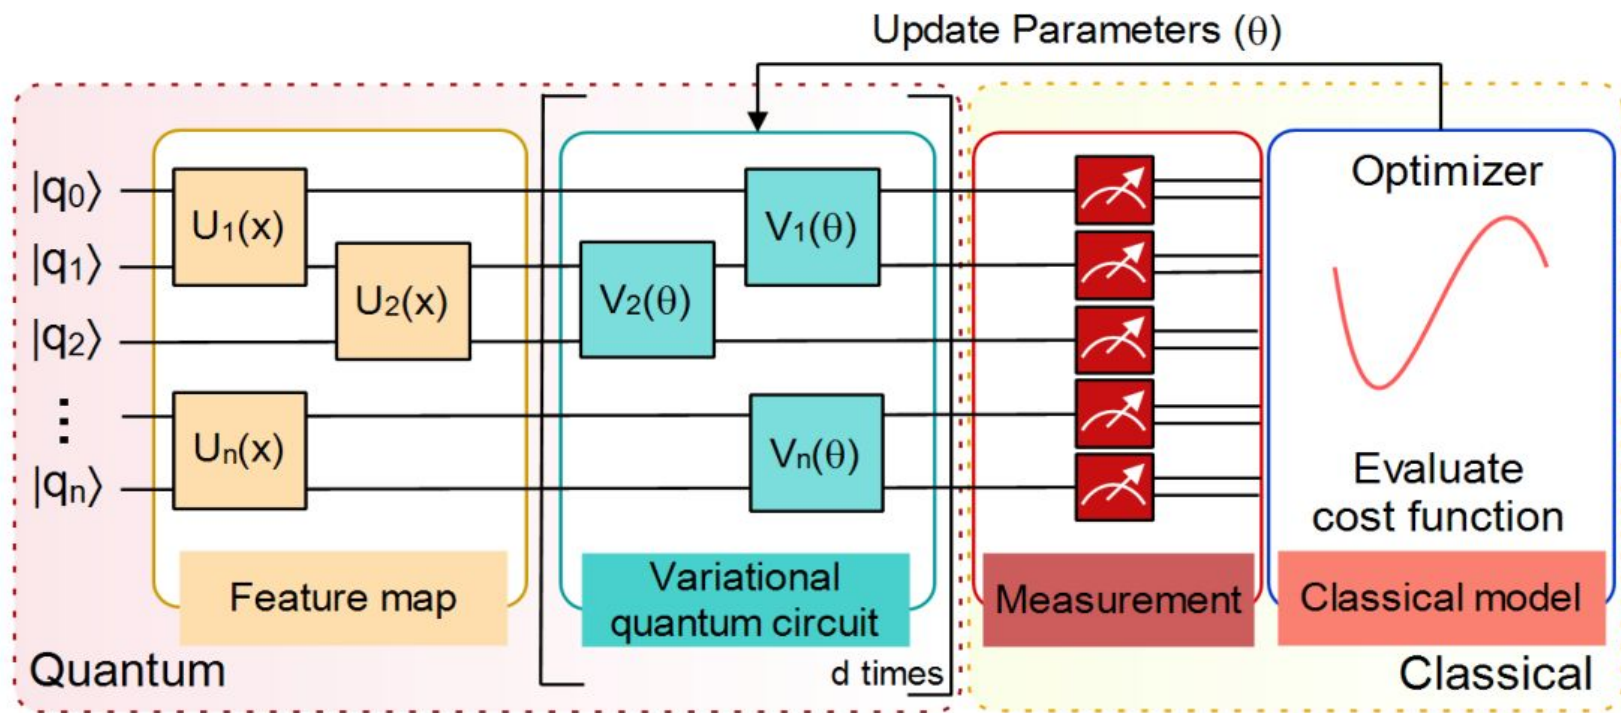 Update Parameters (θ)
|q₀⟩
|q₁⟩
|q₂⟩
⋮
|qₙ⟩
U₁(x)
U₂(x)
Uₙ(x)
Feature map
V₁(θ)
V₂(θ)
Vₙ(θ)
Variational
quantum circuit
d times
Quantum
Measurement
Optimizer
Evaluate
cost function
Classical model
Classical